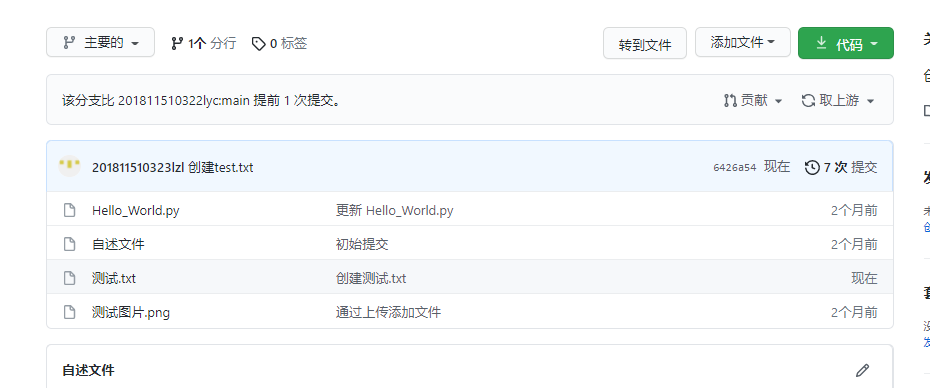 主要的 1个 分行 0 标签 转到文件 添加文件 代码
该分支比 201811510322lyc:main 提前 1 次提交。 贡献 取上游
201811510323lzl 创建test.txt 6426a54 现在 7 次 提交
Hello_World.py 更新 Hello_World.py 2个月前
自述文件 初始提交 2个月前
测试.txt 创建测试.txt 现在
测试图片.png 通过上传添加文件 2个月前
自述文件